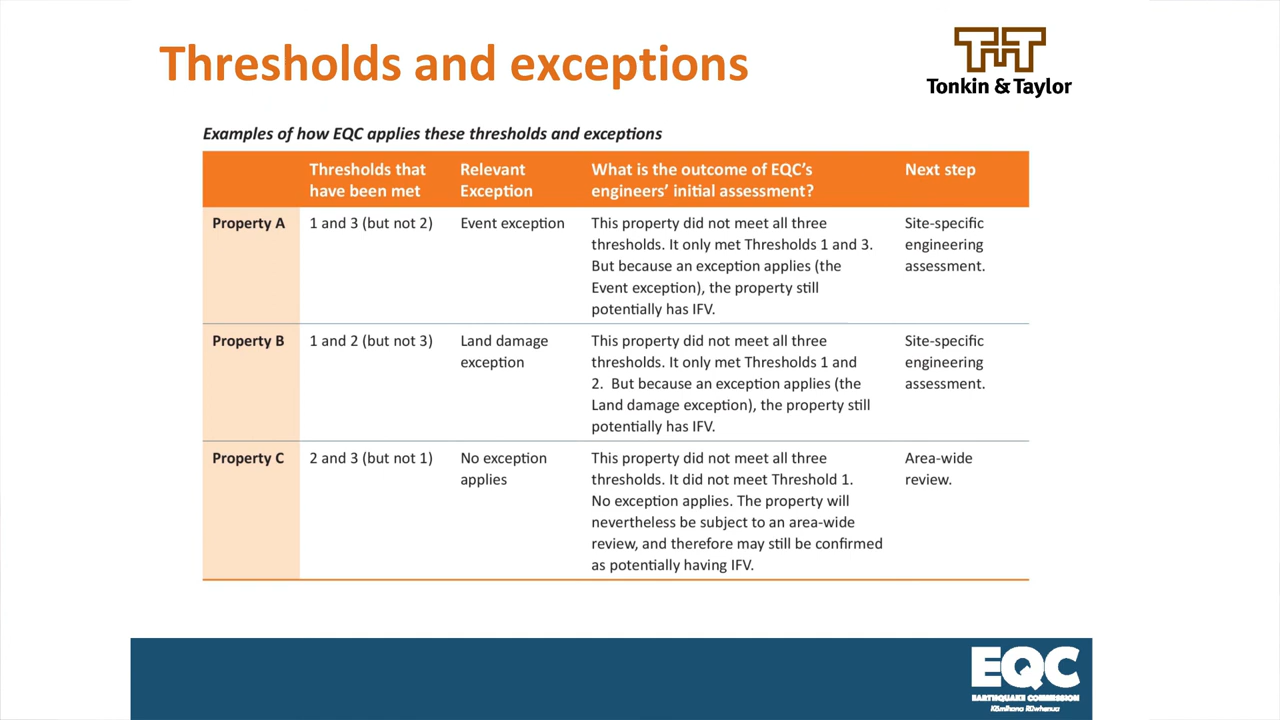 Thresholds and exceptions
Tonkin & Taylor
Examples of how EQC applies these thresholds and exceptions
Thresholds that have been met
Relevant Exception
What is the outcome of EQC's engineers' initial assessment?
Next step
Property A
1 and 3 (but not 2)
Event exception
This property did not meet all three
thresholds. It only met Thresholds 1 and 3.
But because an exception applies (the
Event exception), the property still
potentially has IFV.
Site-specific
engineering
assessment.
Property B
1 and 2 (but not 3)
Land damage
exception
This property did not meet all three
thresholds. It only met Thresholds 1 and
2. But because an exception applies (the
Land damage exception), the property still
potentially has IFV.
Site-specific
engineering
assessment.
Property C
2 and 3 (but not 1)
No exception
applies
This property did not meet all three
thresholds. It did not meet Threshold 1.
No exception applies. The property will
nevertheless be subject to an area-wide
review, and therefore may still be confirmed
as potentially having IFV.
Area-wide
review.
EQC
EARTHQUAKE COMMISSION
Kōmihana Rūwhenua